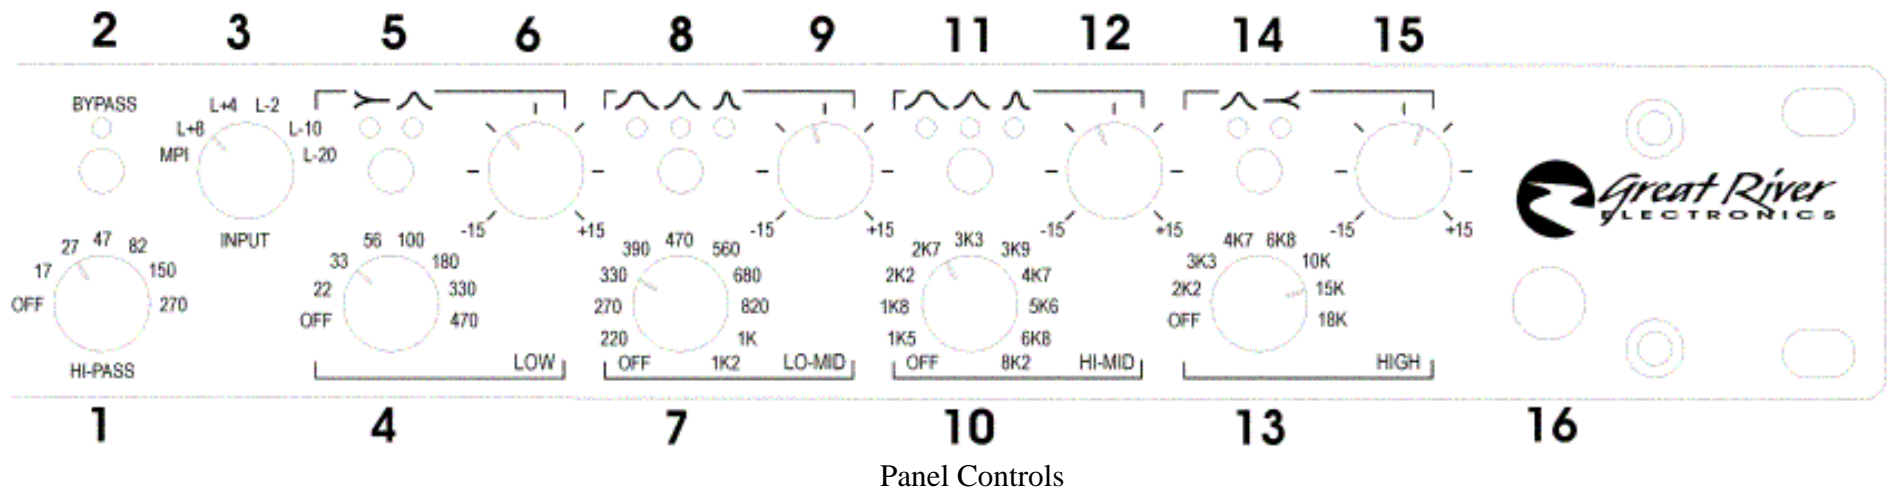 2 3 5 6 8 9 11 12 14 15
BYPASS
L+4 L-2
L+8 L-10
MPI L-20
INPUT
-15 +15 -15 +15 -15 +15 -15 +15
47
27 82
17 150
OFF 270
HI-PASS
56 100
33 180
22 330
OFF 470
LOW
470
390 560
330 680
270 820
220 1K
OFF 1K2
LO-MID
3K3
2K7 3K9
2K2 4K7
1K8 5K6
1K5 6K8
OFF 8K2
HI-MID
4K7 6K8
3K3 10K
2K2 15K
OFF 18K
HIGH
Great River
ELECTRONICS
1 4 7 10 13 16
Panel Controls